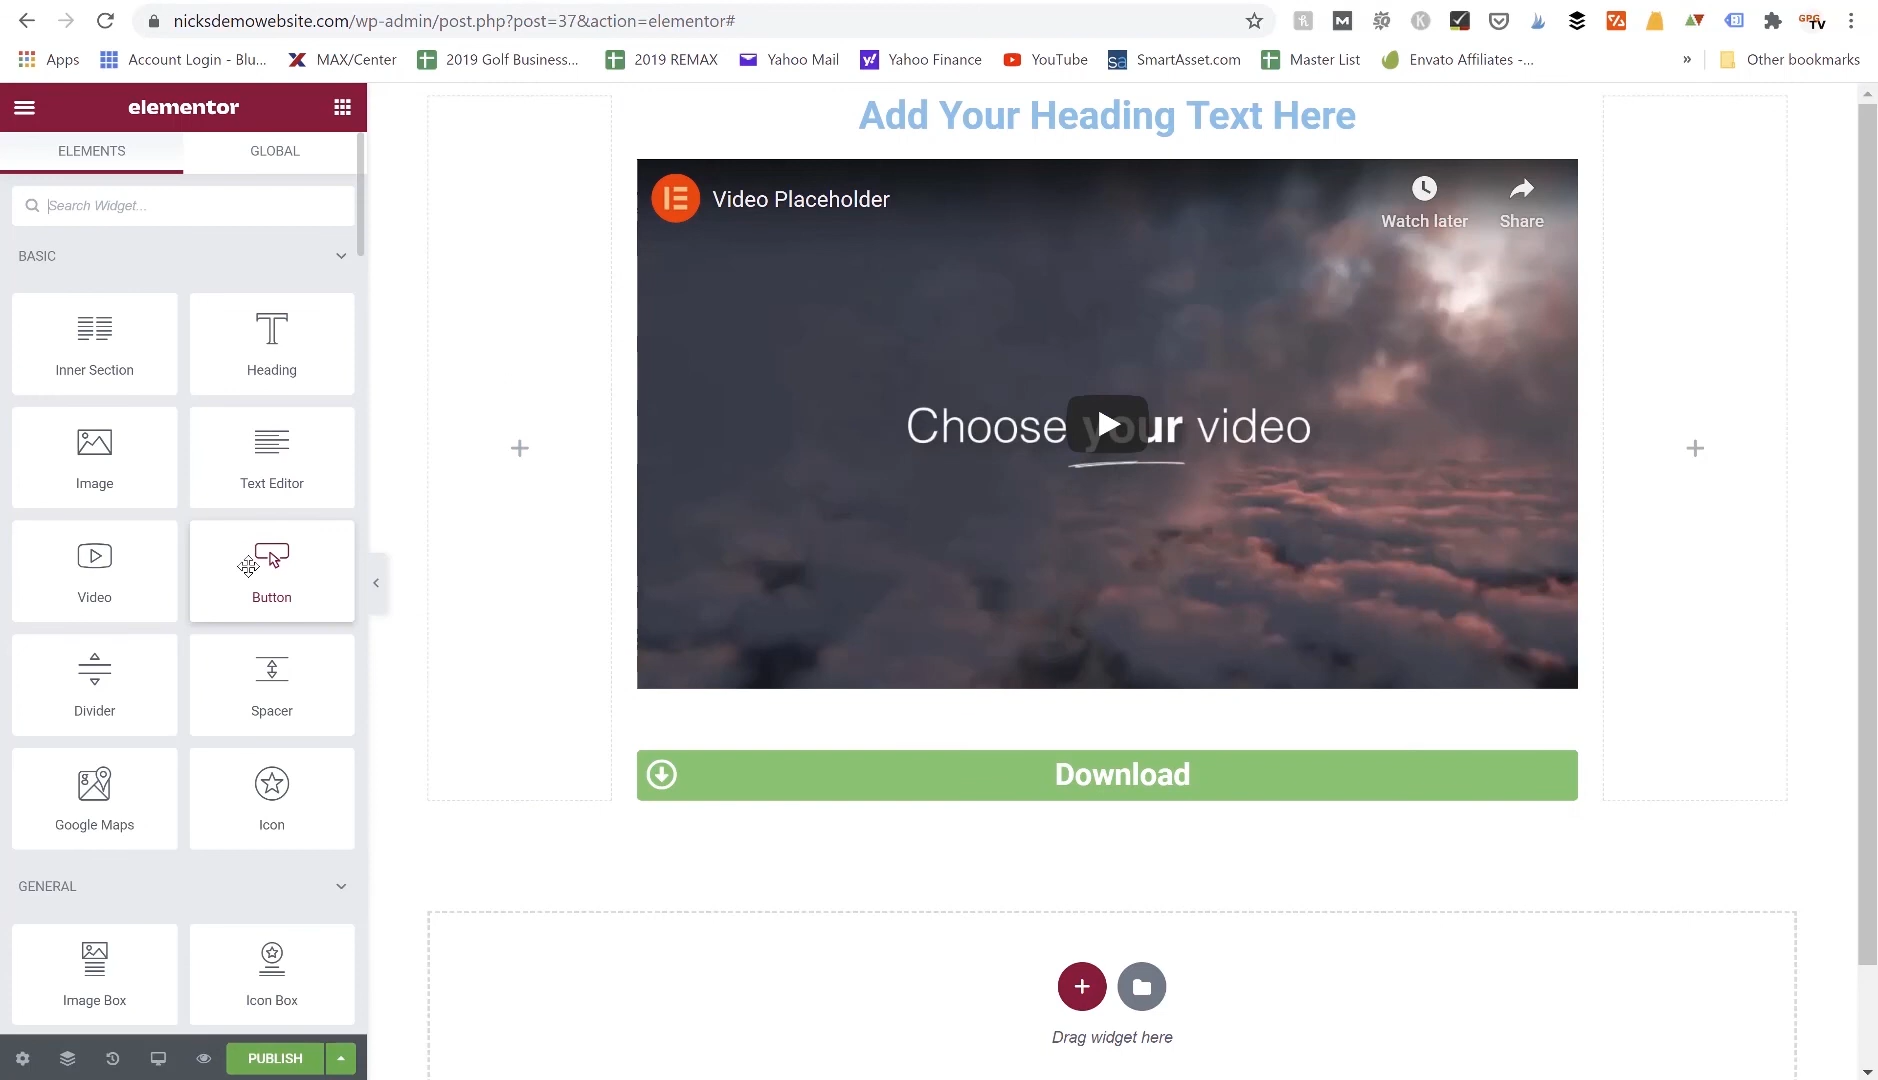 nicksdemowebsite.com/wp-admin/post.php?post=37&action=elementor#
Apps
Account Login - Blu...
MAX/Center
2019 Golf Business...
2019 REMAX
Yahoo Mail
Yahoo Finance
YouTube
SmartAsset.com
Master List
Envato Affiliates -...
»
Other bookmarks
elementor
ELEMENTS
GLOBAL
Search Widget...
BASIC
Inner Section
Heading
Image
Text Editor
Video
Button
Divider
Spacer
Google Maps
Icon
GENERAL
Image Box
Icon Box
PUBLISH
Add Your Heading Text Here
Video Placeholder
Watch later
Share
Choose your video
Download
Drag widget here